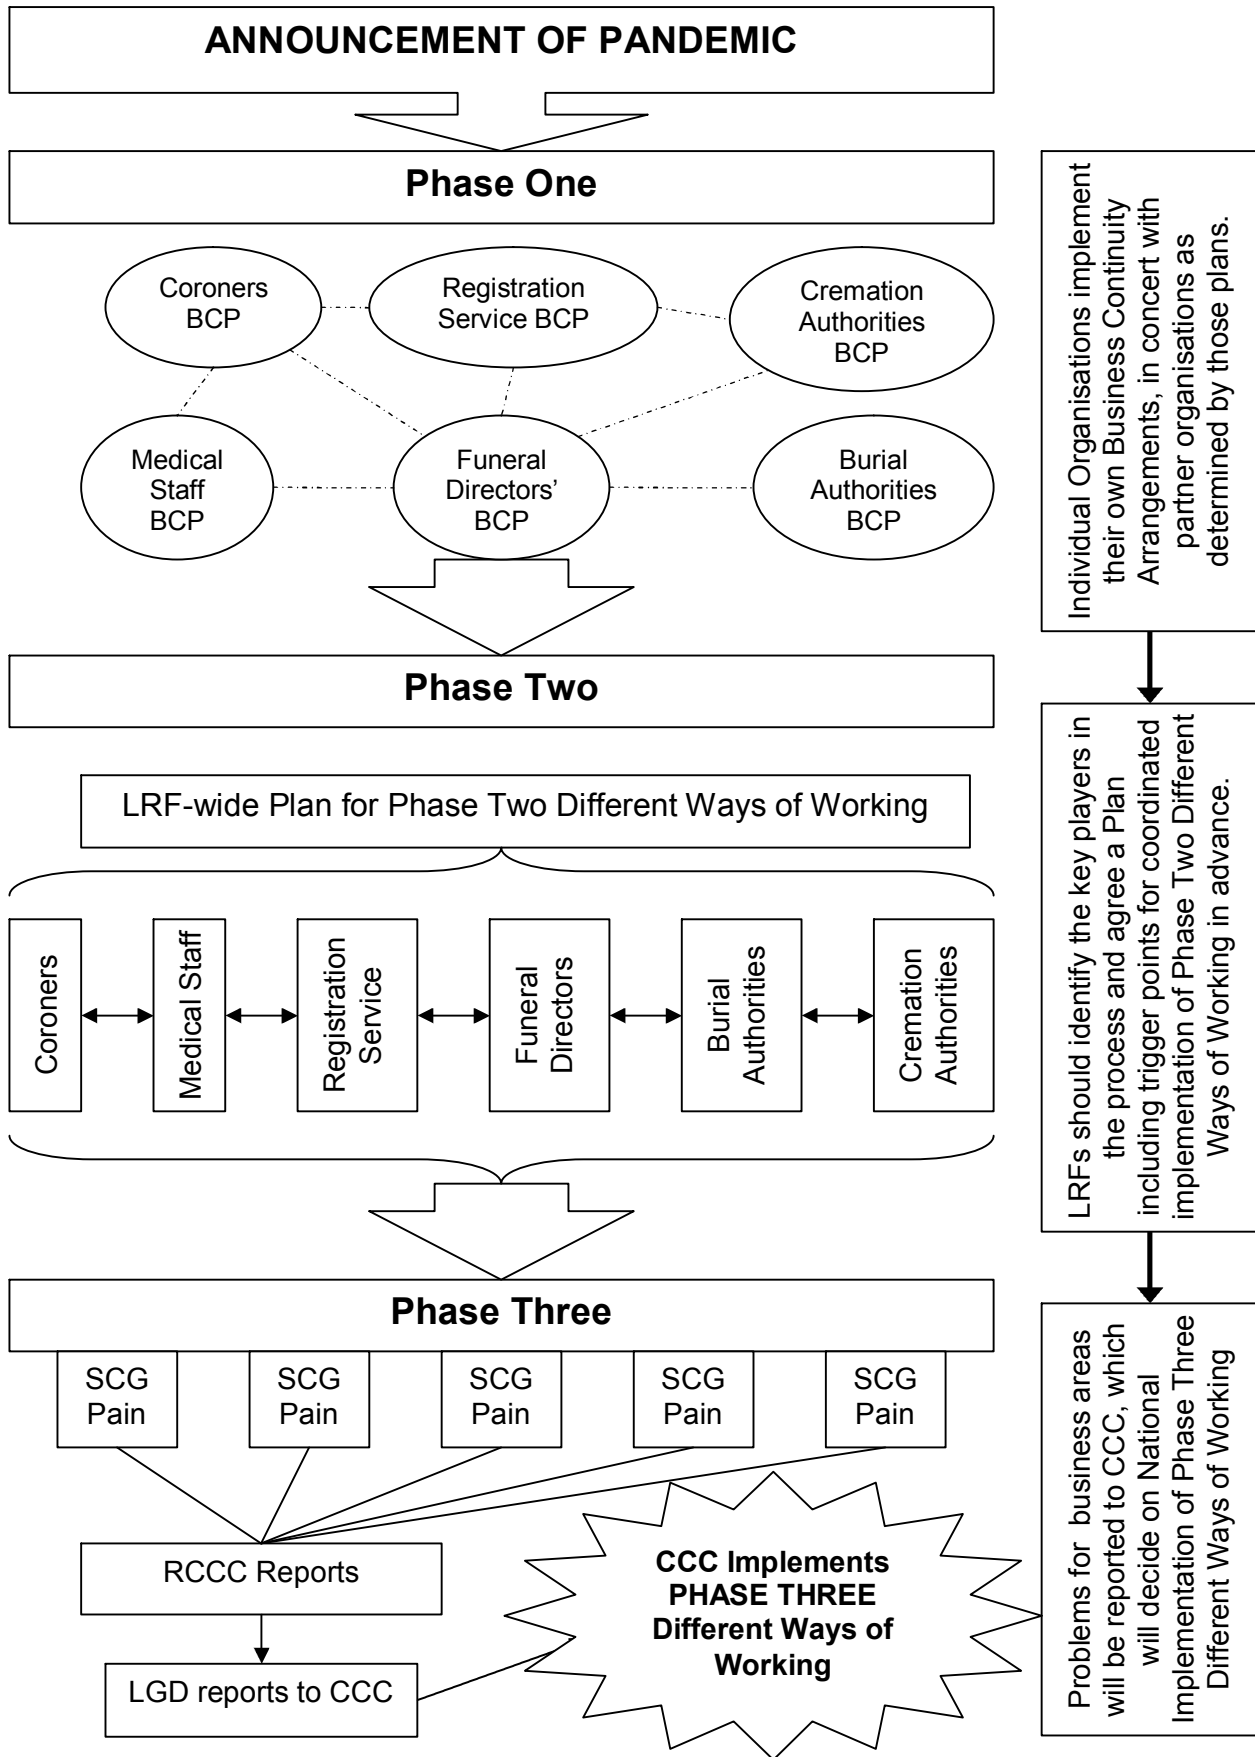 ANNOUNCEMENT OF PANDEMIC
Phase One
Coroners
BCP
Registration
Service BCP
Cremation
Authorities
BCP
Medical
Staff
BCP
Funeral
Directors’
BCP
Burial
Authorities
BCP
Individual Organisations implement
their own Business Continuity
Arrangements, in concert with
partner organisations as
determined by those plans.
Phase Two
LRF-wide Plan for Phase Two Different Ways of Working
Coroners
Medical Staff
Registration
Service
Funeral
Directors
Burial
Authorities
Cremation
Authorities
LRFs should identify the key players in
the process and agree a Plan
including trigger points for coordinated
implementation of Phase Two Different
Ways of Working in advance.
Phase Three
SCG
Pain
SCG
Pain
SCG
Pain
SCG
Pain
SCG
Pain
RCCC Reports
LGD reports to CCC
CCC Implements
PHASE THREE
Different Ways of
Working
Problems for business areas
will be reported to CCC, which
will decide on National
Implementation of Phase Three
Different Ways of Working